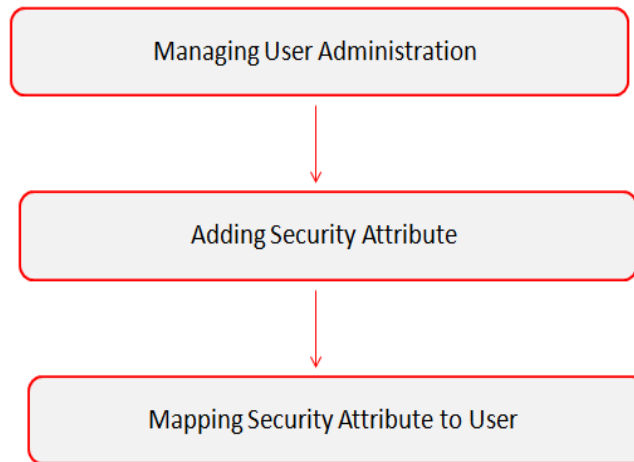 Managing User Administration
Adding Security Attribute
Mapping Security Attribute to User